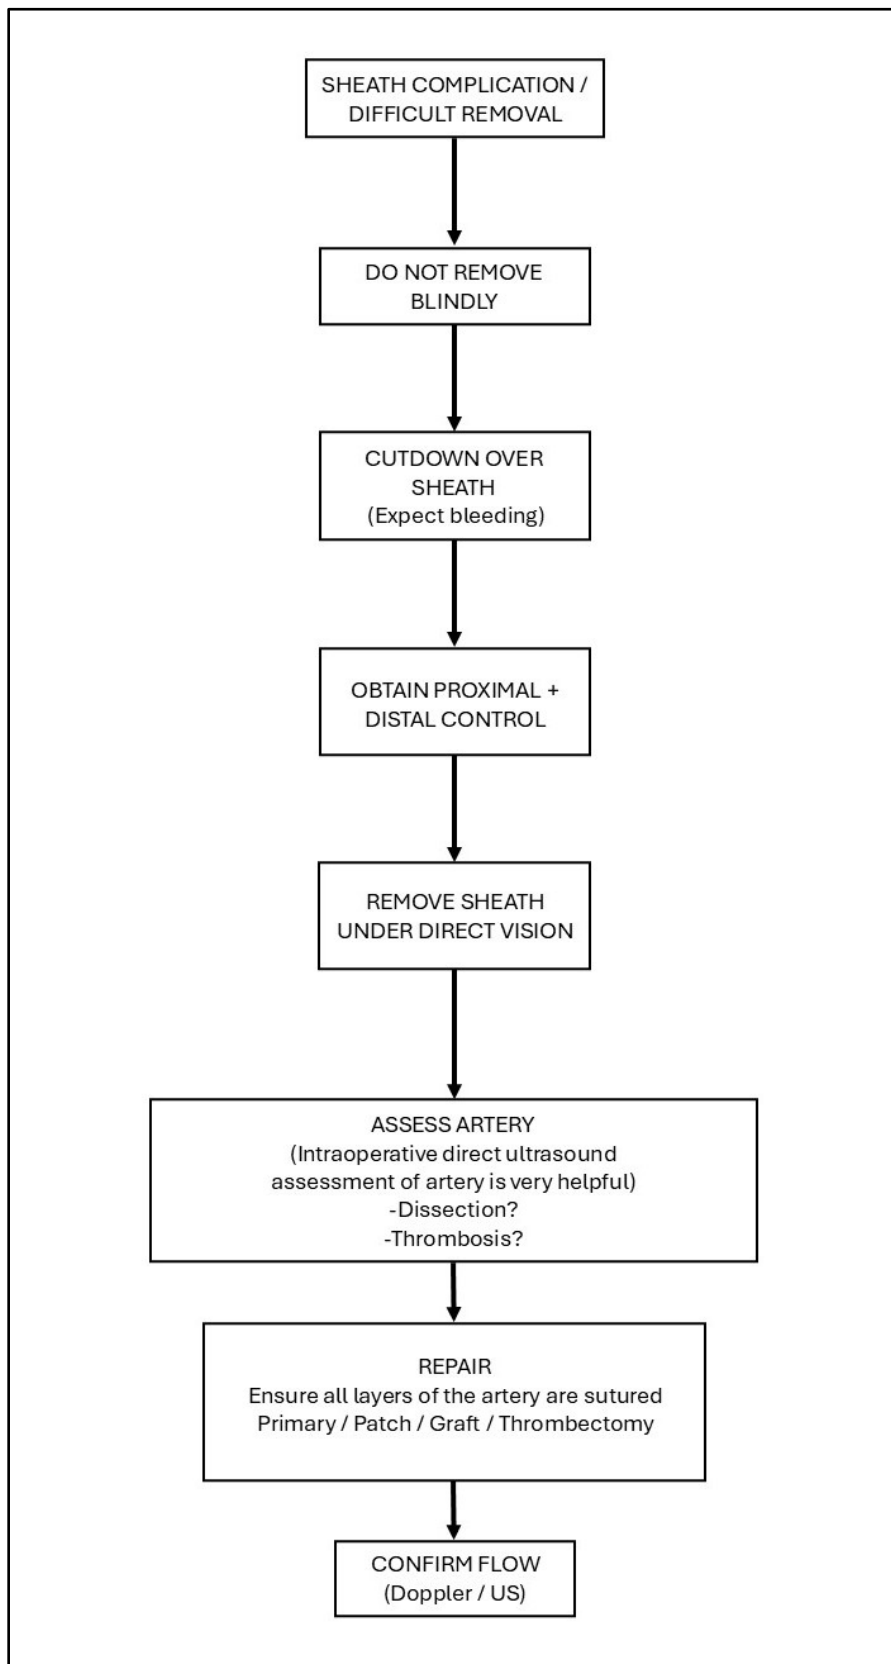 SHEATH COMPLICATION /
DIFFICULT REMOVAL
DO NOT REMOVE
BLINDLY
CUTDOWN OVER
SHEATH
(Expect bleeding)
OBTAIN PROXIMAL +
DISTAL CONTROL
REMOVE SHEATH
UNDER DIRECT VISION
ASSESS ARTERY
(Intraoperative direct ultrasound
assessment of artery is very helpful)
-Dissection?
-Thrombosis?
REPAIR
Ensure all layers of the artery are sutured
Primary / Patch / Graft / Thrombectomy
CONFIRM FLOW
(Doppler / US)